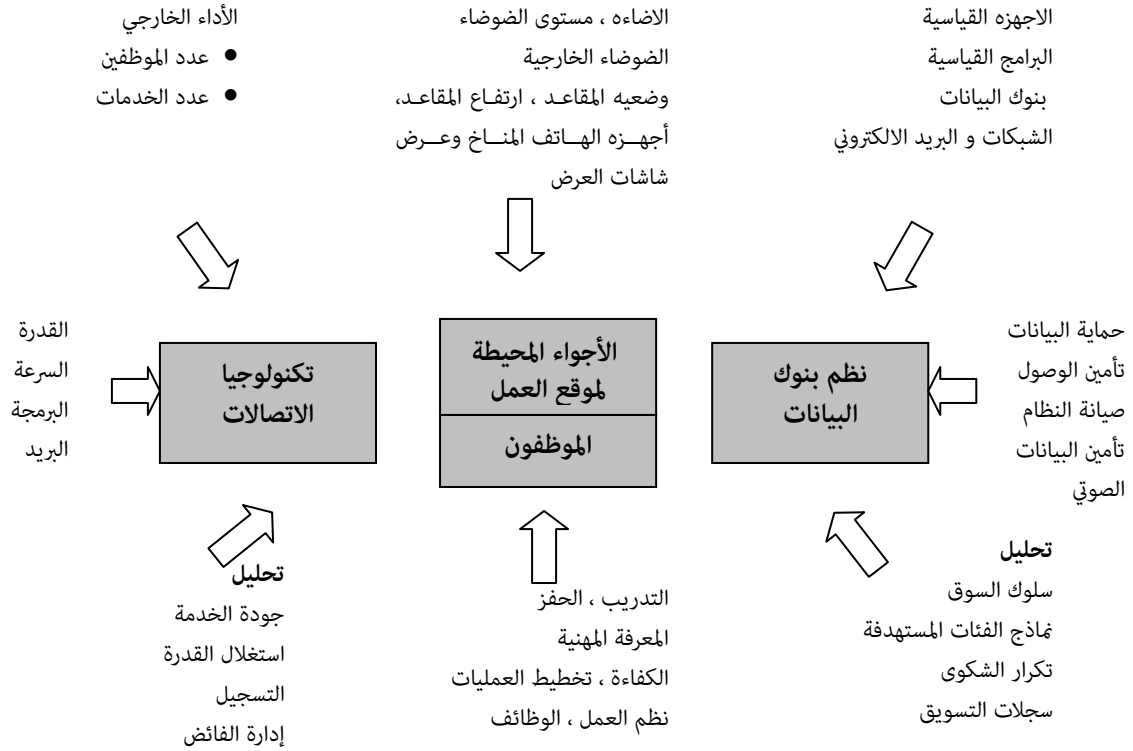 الاجهزه القياسية
البرامج القياسية
بنوك البيانات
الشبكات و البريد الالكتروني
الاضاءه ، مستوى الضوضاء
الضوضاء الخارجية
وضعيه المقاعد ، ارتفاع المقاعد،
أجهزه الهاتف المناخ وعرض
شاشات العرض
الأداء الخارجي
● عدد الموظفين
● عدد الخدمات
حماية البيانات
تأمين الوصول
صيانة النظام
تأمين البيانات
الصوتي
نظم بنوك
البيانات
الأجواء المحيطة
لموقع العمل
الموظفون
تكنولوجيا
الاتصالات
القدرة
السرعة
البرمجة
البريد
تحليل
سلوك السوق
نماذج الفئات المستهدفة
تكرار الشكوى
سجلات التسويق
التدريب ، الحفز
المعرفة المهنية
الكفاءة ، تخطيط العمليات
نظم العمل ، الوظائف
تحليل
جودة الخدمة
استغلال القدرة
التسجيل
إدارة الفائض